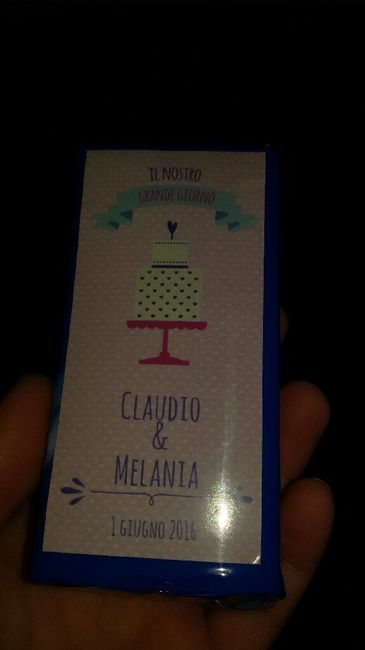 IL NOSTRO
GRANDE GIORNO
CLAUDIO
&
MELANIA
1 GIUGNO 2016